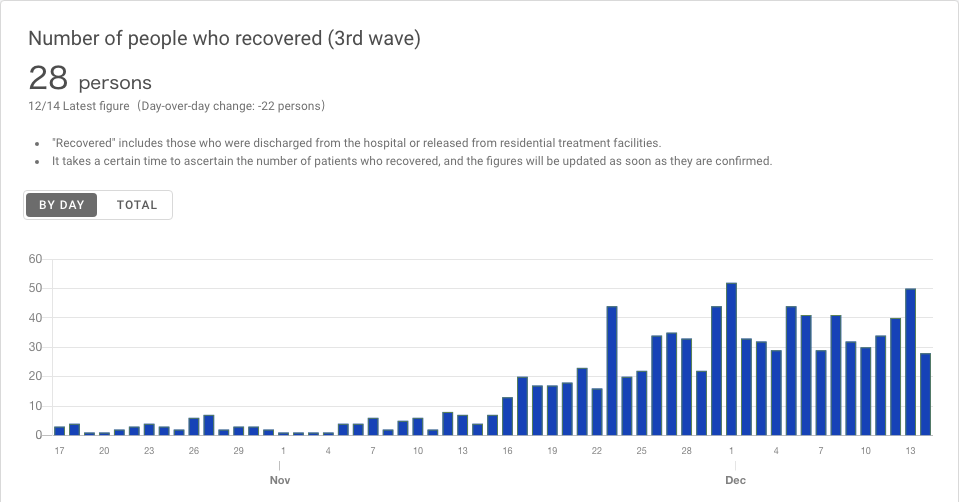 Number of people who recovered (3rd wave)
28 persons
12/14 Latest figure（Day-over-day change: -22 persons）
• "Recovered" includes those who were discharged from the hospital or released from residential treatment facilities.
• It takes a certain time to ascertain the number of patients who recovered, and the figures will be updated as soon as they are confirmed.
BY DAY TOTAL
60
50
40
30
20
10
0
17 20 23 26 29 1 4 7 10 13 16 19 22 25 28 1 4 7 10 13
Nov Dec